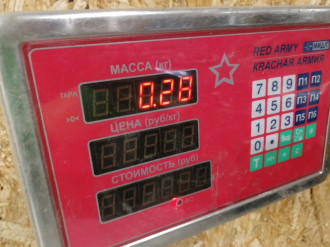 RED ARMY
КРАСНАЯ АРМИЯ
МАССА (кг)
ТАРА
0.26
ЦЕНА (руб/кг)
СТОИМОСТЬ (руб)
7 8 9 П1 П2
4 5 6 П3 П4
1 2 3 П5 П6
0
T